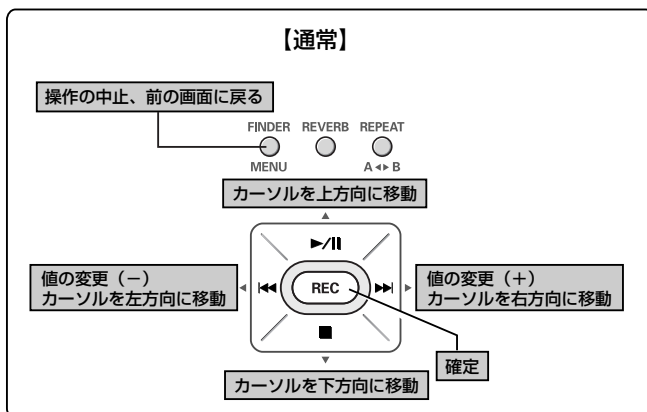 【通常】
操作の中止、前の画面に戻る
FINDER REVERB REPEAT
MENU A◂▸B
カーソルを上方向に移動
▲
►/II
値の変更(－)
カーソルを左方向に移動
◂
I◂◂
REC
▸▸I
▸
値の変更(＋)
カーソルを右方向に移動
■
確定
▼
カーソルを下方向に移動